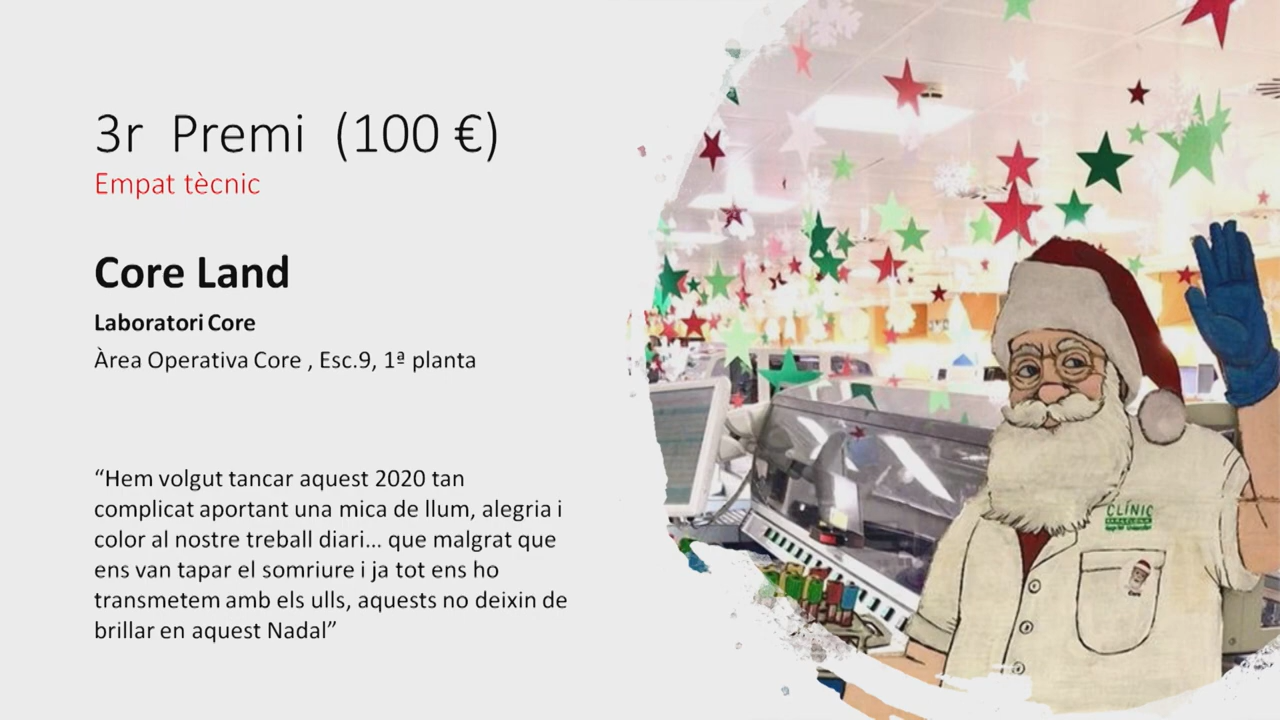 3r Premi (100 €)
Empat tècnic
Core Land
Laboratori Core
Àrea Operativa Core , Esc.9, 1ª planta
“Hem volgut tancar aquest 2020 tan
complicat aportant una mica de llum, alegria i
color al nostre treball diari... que malgrat que
ens van tapar el somriure i ja tot ens ho
transmetem amb els ulls, aquests no deixin de
brillar en aquest Nadal”
CLÍNIC
BARCELONA